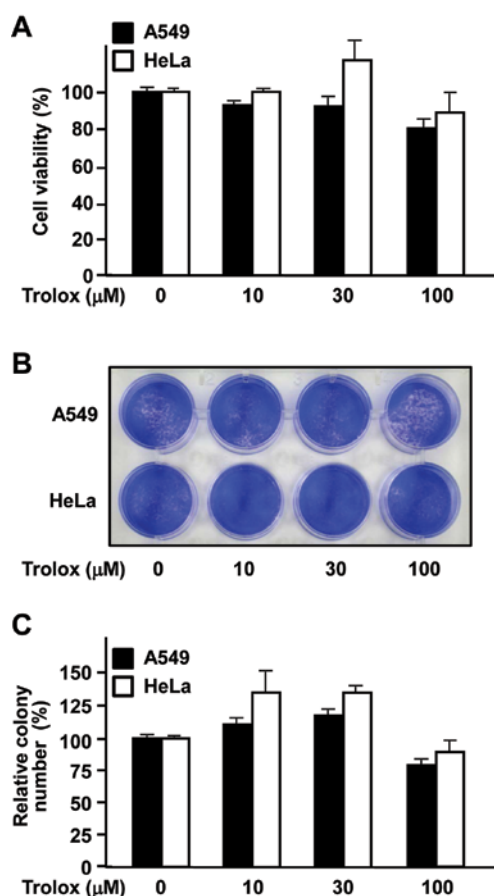 A
A549
HeLa
Cell viability (%)
100
80
60
40
20
0
Trolox (μM) 0 10 30 100
B
A549
HeLa
Trolox (μM) 0 10 30 100
C
A549
HeLa
Relative colony
number (%)
150
125
100
75
50
25
0
Trolox (μM) 0 10 30 100